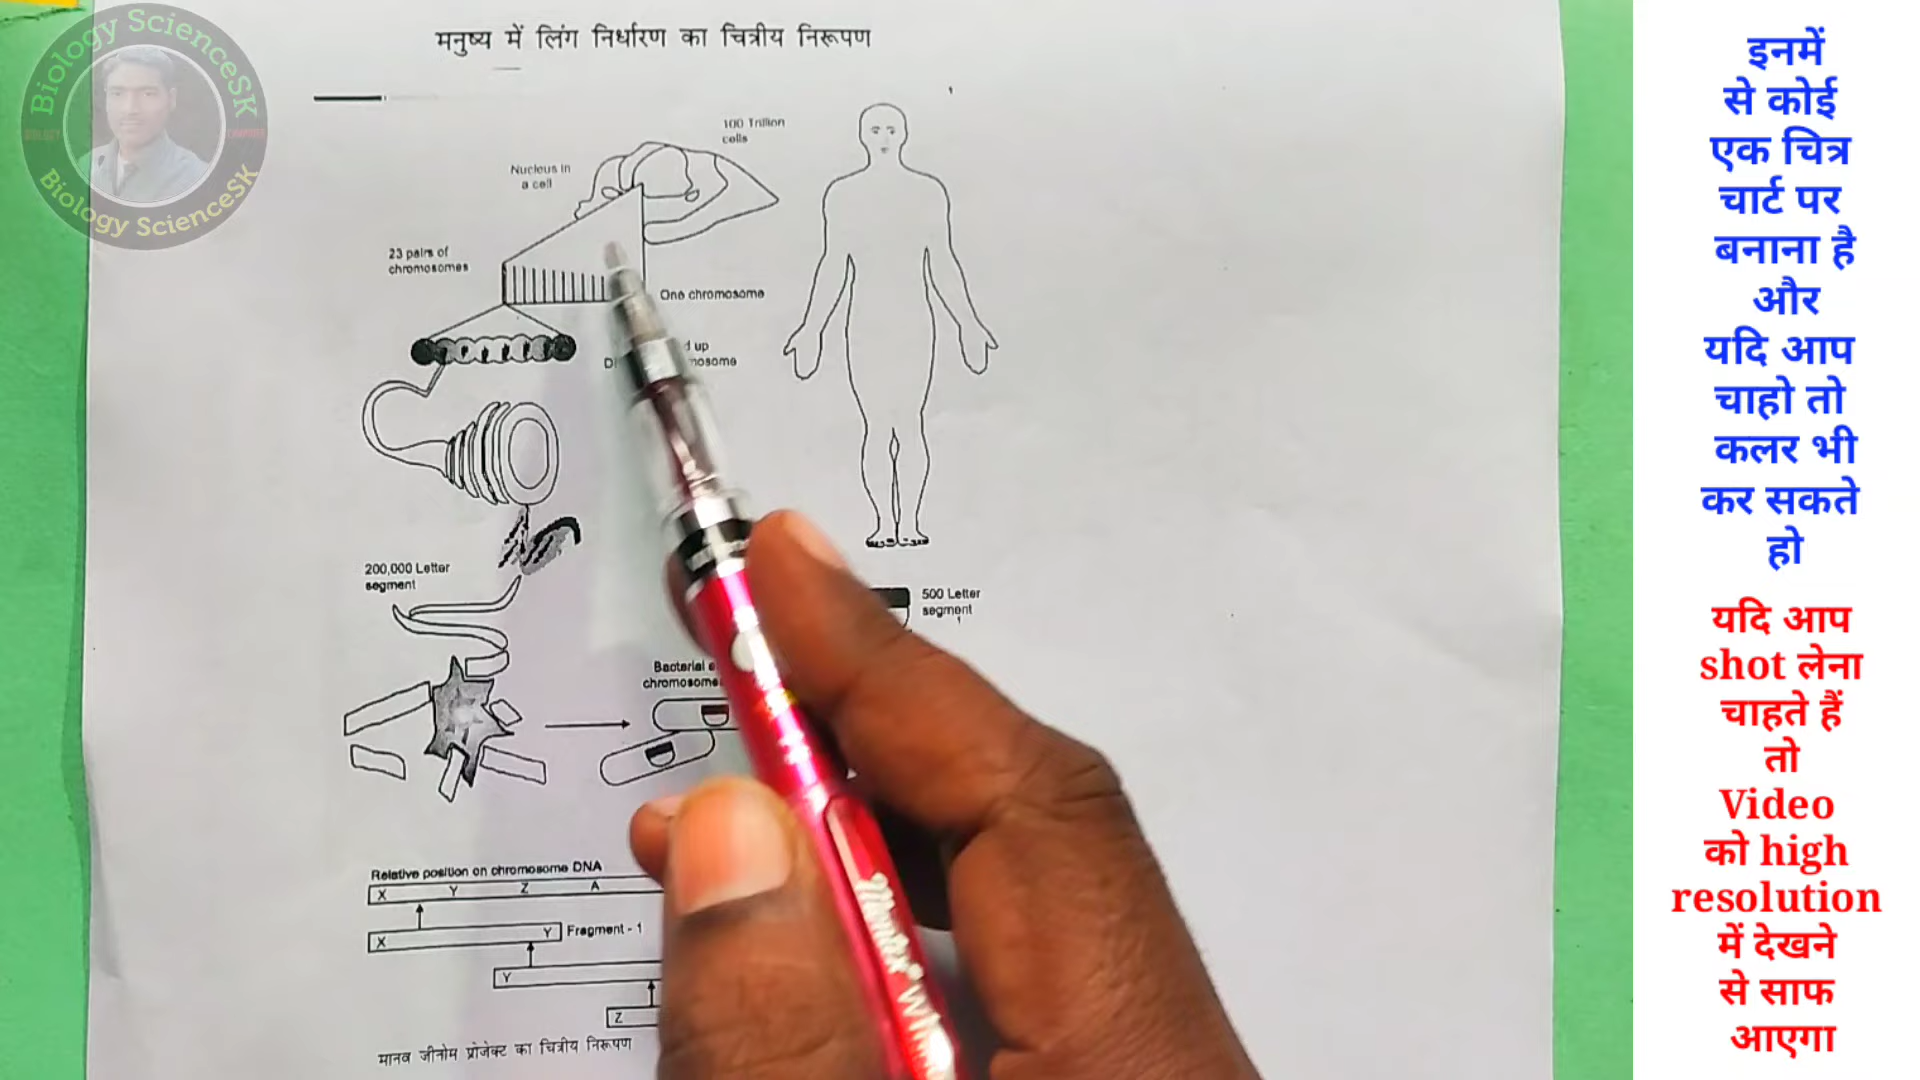 Biology ScienceSK
BIOLOGY
Biology ScienceSK
मनुष्य में लिंग निर्धारण का चित्रीय निरूपण
100 Trillion
cells
Nucleus in
a cell
23 pairs of
chromosomes
One chromosome
d up
mosome
200,000 Letter
segment
500 Letter
segment
Bacterial
chromosome
Relative position on chromosome DNA
X Y Z A
X Y Fragment - 1
Y
Z
मानव जीनोम प्रोजेक्ट का चित्रीय निरूपण
इनमें
से कोई
एक चित्र
चार्ट पर
बनाना है
और
यदि आप
चाहो तो
कलर भी
कर सकते
हो
यदि आप
shot लेना
चाहते हैं
तो
Video
को high
resolution
में देखने
से साफ
आएगा